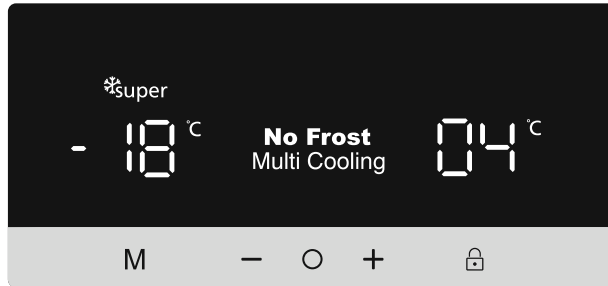 super
- 18 °C
No Frost
Multi Cooling
04 °C
M − ○ +